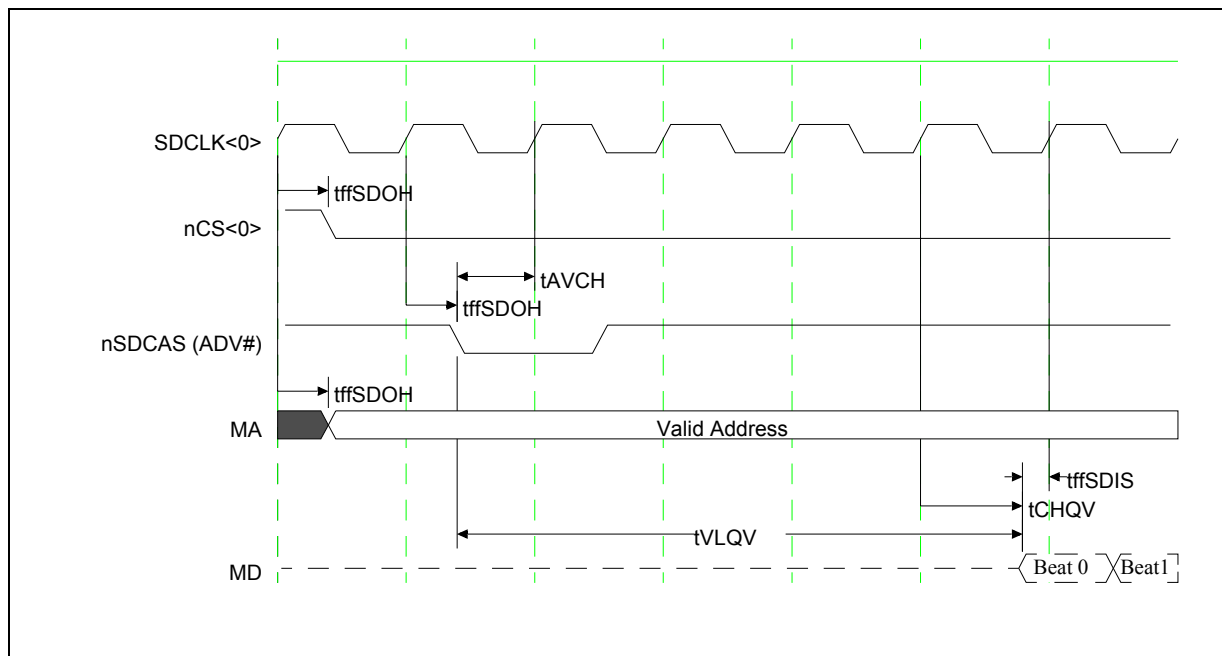 SDCLK<0>
tffSDOH
nCS<0>
tAVCH
tffSDOH
nSDCAS (ADV#)
tffSDOH
MA
Valid Address
tffSDIS
tCHQV
tVLQV
MD
Beat 0
Beat1